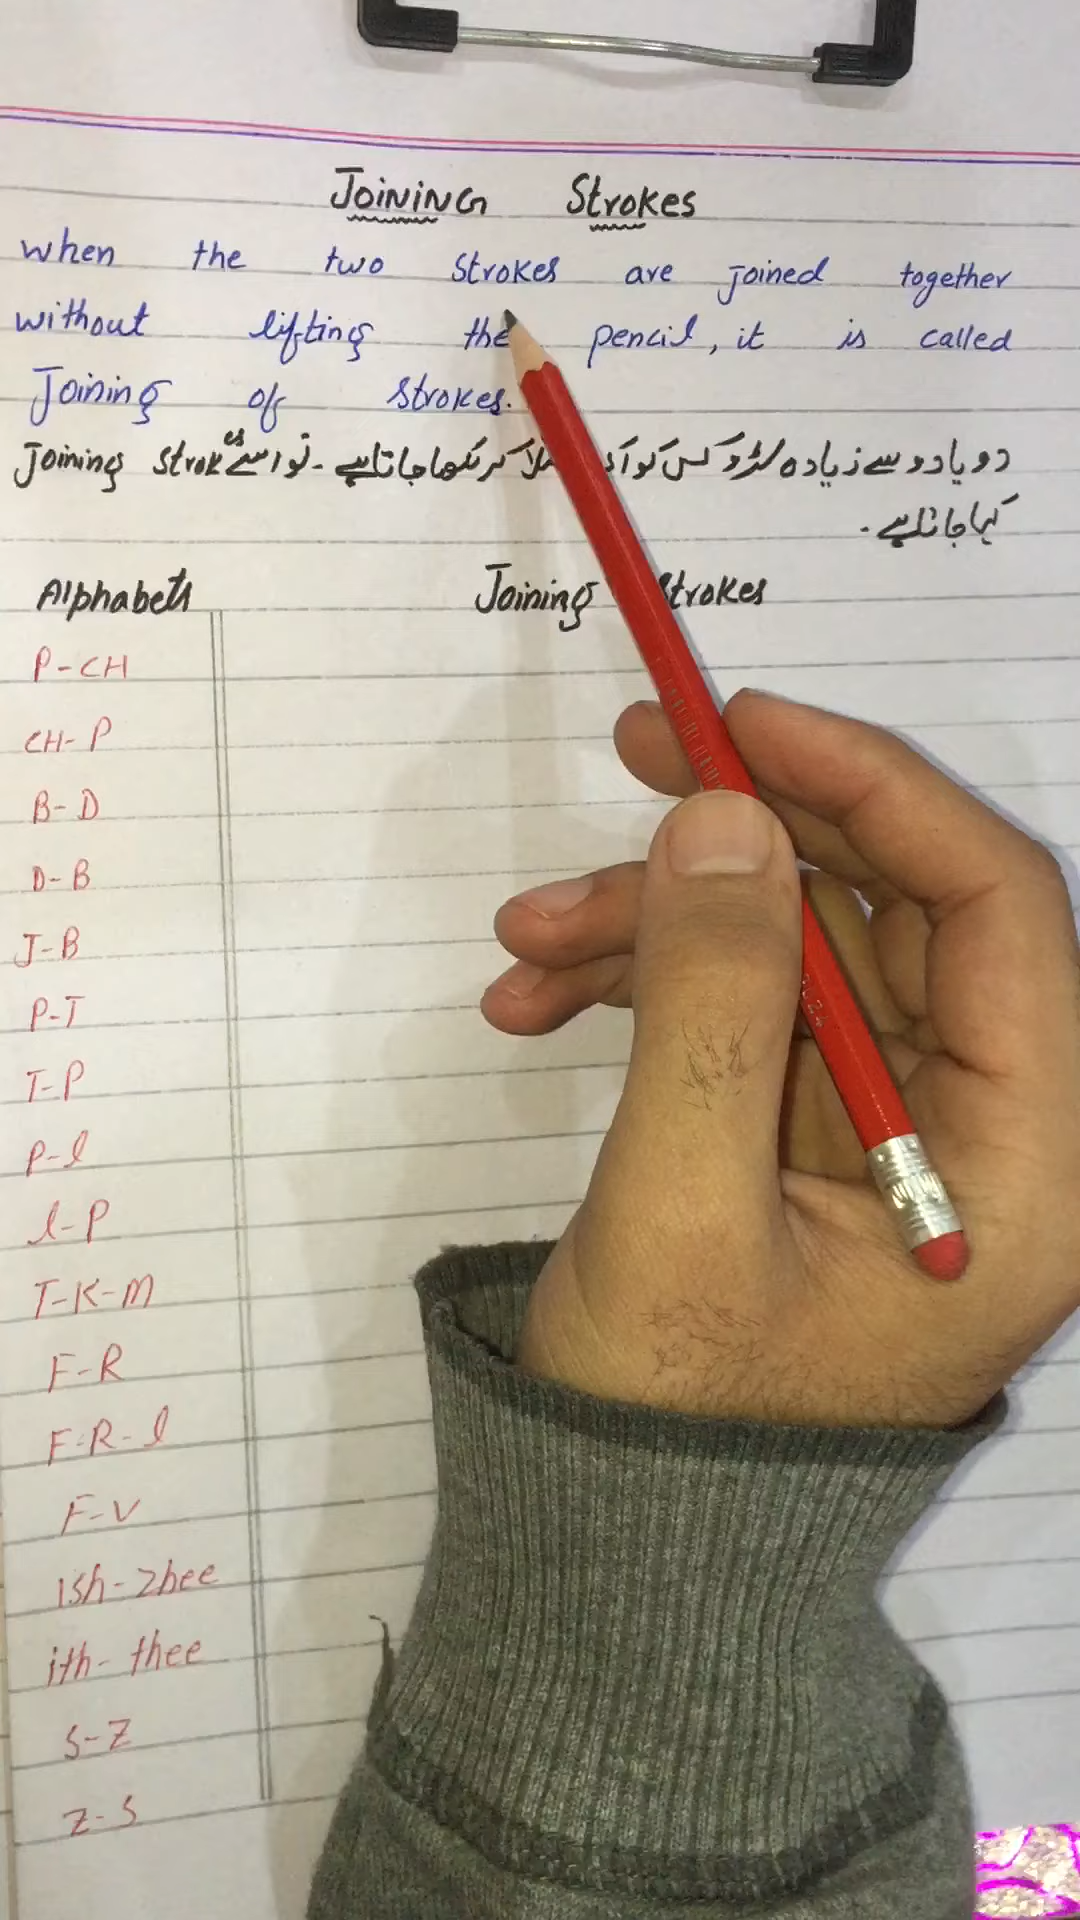 Joining Strokes
when the two strokes are joined together
without lifting the pencil, it is called
Joining of strokes.
دو یا دو سے زیادہ سڑوکس کو ملا کر لکھا جاتا ہے۔ تو اسے Joining Strokes
کہا جاتا ہے۔
Alphabets Joining Strokes
P-CH
CH-P
B-D
D-B
J-B
P-T
T-P
P-l
l-P
T-K-M
F-R
F-R-l
F-V
ish-zhee
ith-thee
S-Z
Z-S